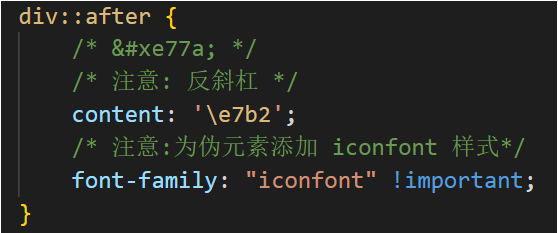 div::after {
/* &#xe77a; */
/* 注意: 反斜杠 */
content: '\e7b2';
/* 注意:为伪元素添加 iconfont 样式*/
font-family: "iconfont" !important;
}